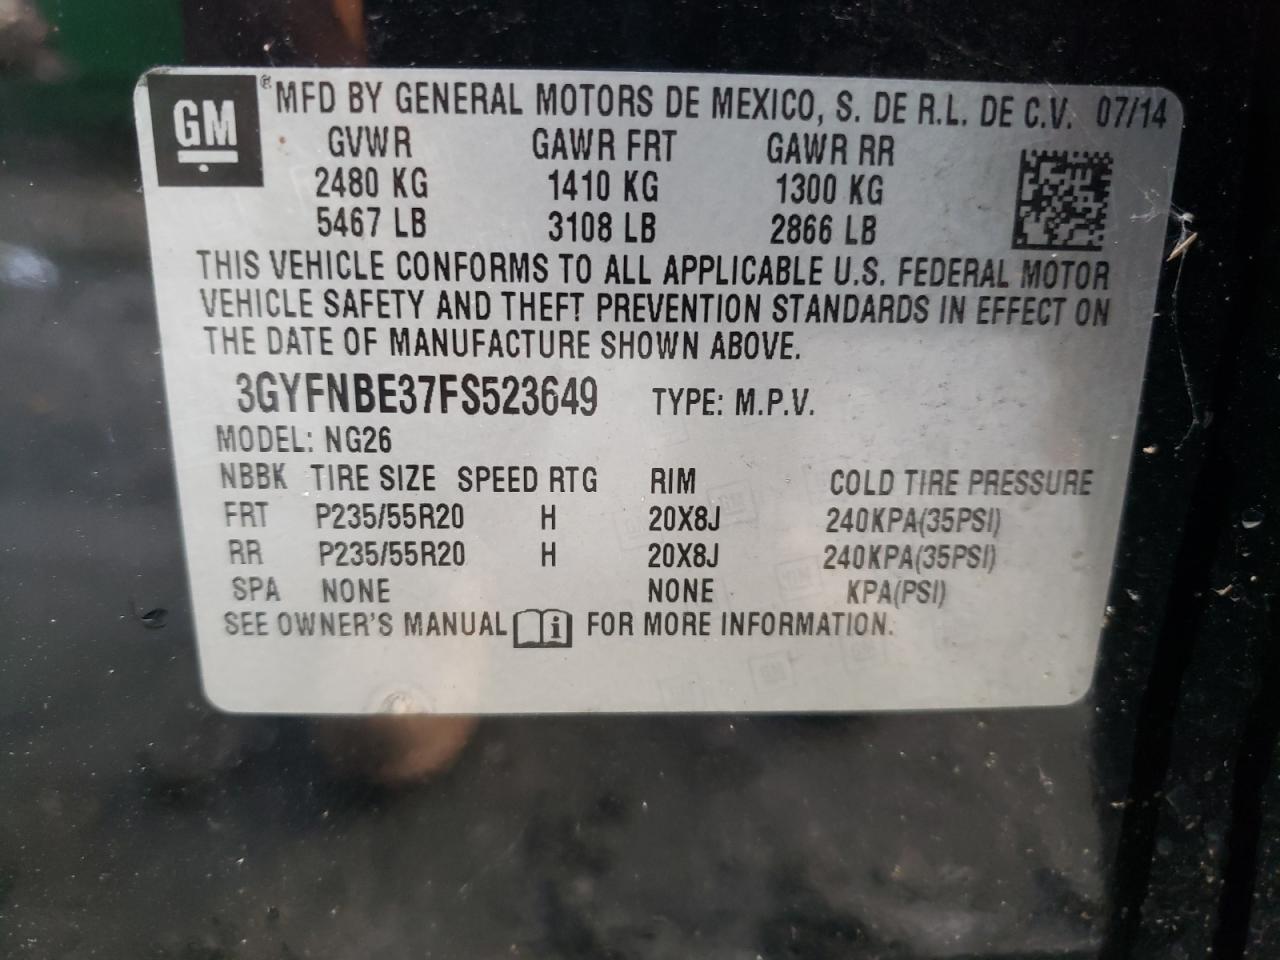 GM ® MFD BY GENERAL MOTORS DE MEXICO, S. DE R.L. DE C.V. 07/14
GVWR GAWR FRT GAWR RR
2480 KG 1410 KG 1300 KG
5467 LB 3108 LB 2866 LB
THIS VEHICLE CONFORMS TO ALL APPLICABLE U.S. FEDERAL MOTOR
VEHICLE SAFETY AND THEFT PREVENTION STANDARDS IN EFFECT ON
THE DATE OF MANUFACTURE SHOWN ABOVE.
3GYFNBE37FS523649 TYPE: M.P.V.
MODEL: NG26
NBBK TIRE SIZE SPEED RTG RIM COLD TIRE PRESSURE
FRT P235/55R20 H 20X8J 240KPA(35PSI)
RR P235/55R20 H 20X8J 240KPA(35PSI)
SPA NONE NONE KPA(PSI)
SEE OWNER'S MANUAL i FOR MORE INFORMATION.